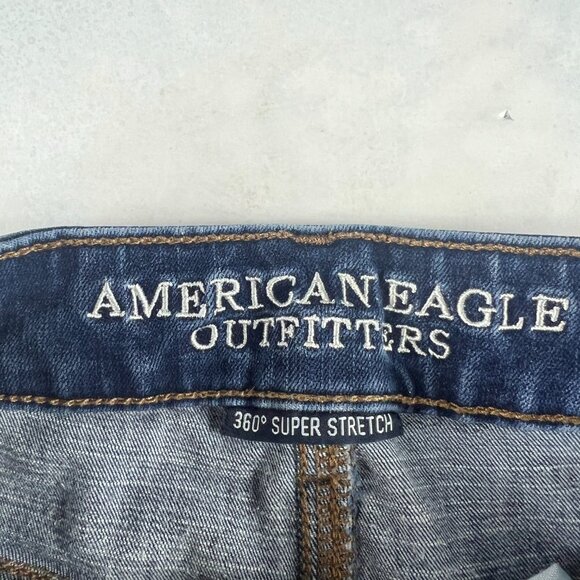 AMERICAN EAGLE
OUTFITTERS
360° SUPER STRETCH